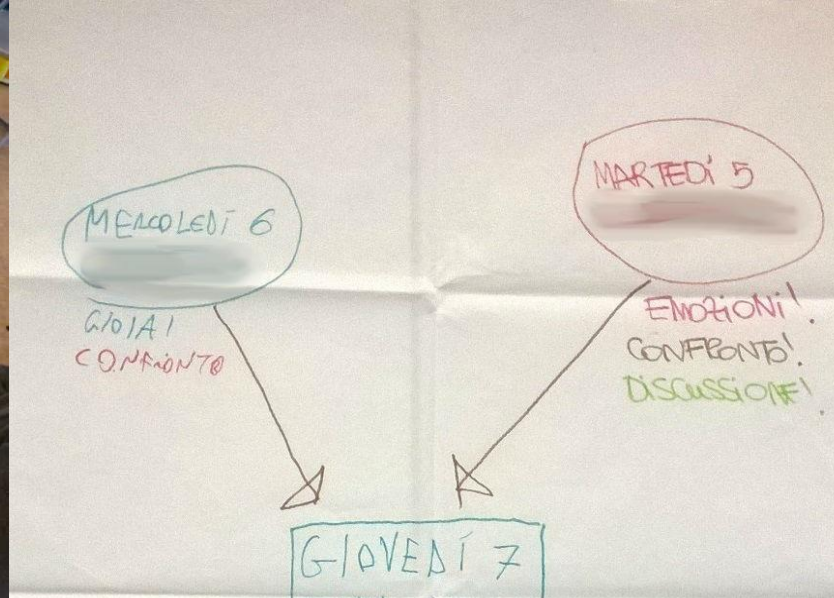 MERCOLEDÌ 6
GIOIA!
CONFRONTO
MARTEDÌ 5
EMOZIONI!
CONFRONTO!
DISCUSSIONE!
GIOVEDÌ 7